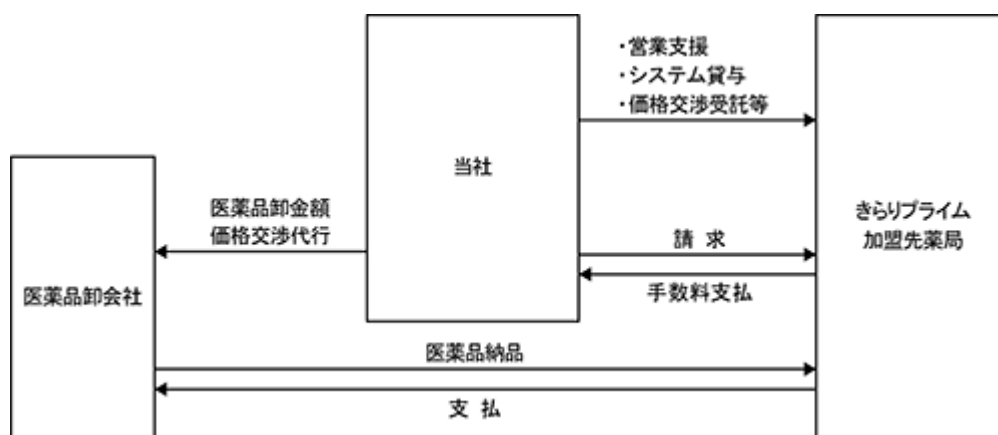 ・営業支援
・システム貸与
・価格交渉受託等
当社
医薬品卸金額
価格交渉代行
きらりプライム
加盟先薬局
請 求
手数料支払
医薬品卸会社
医薬品納品
支 払